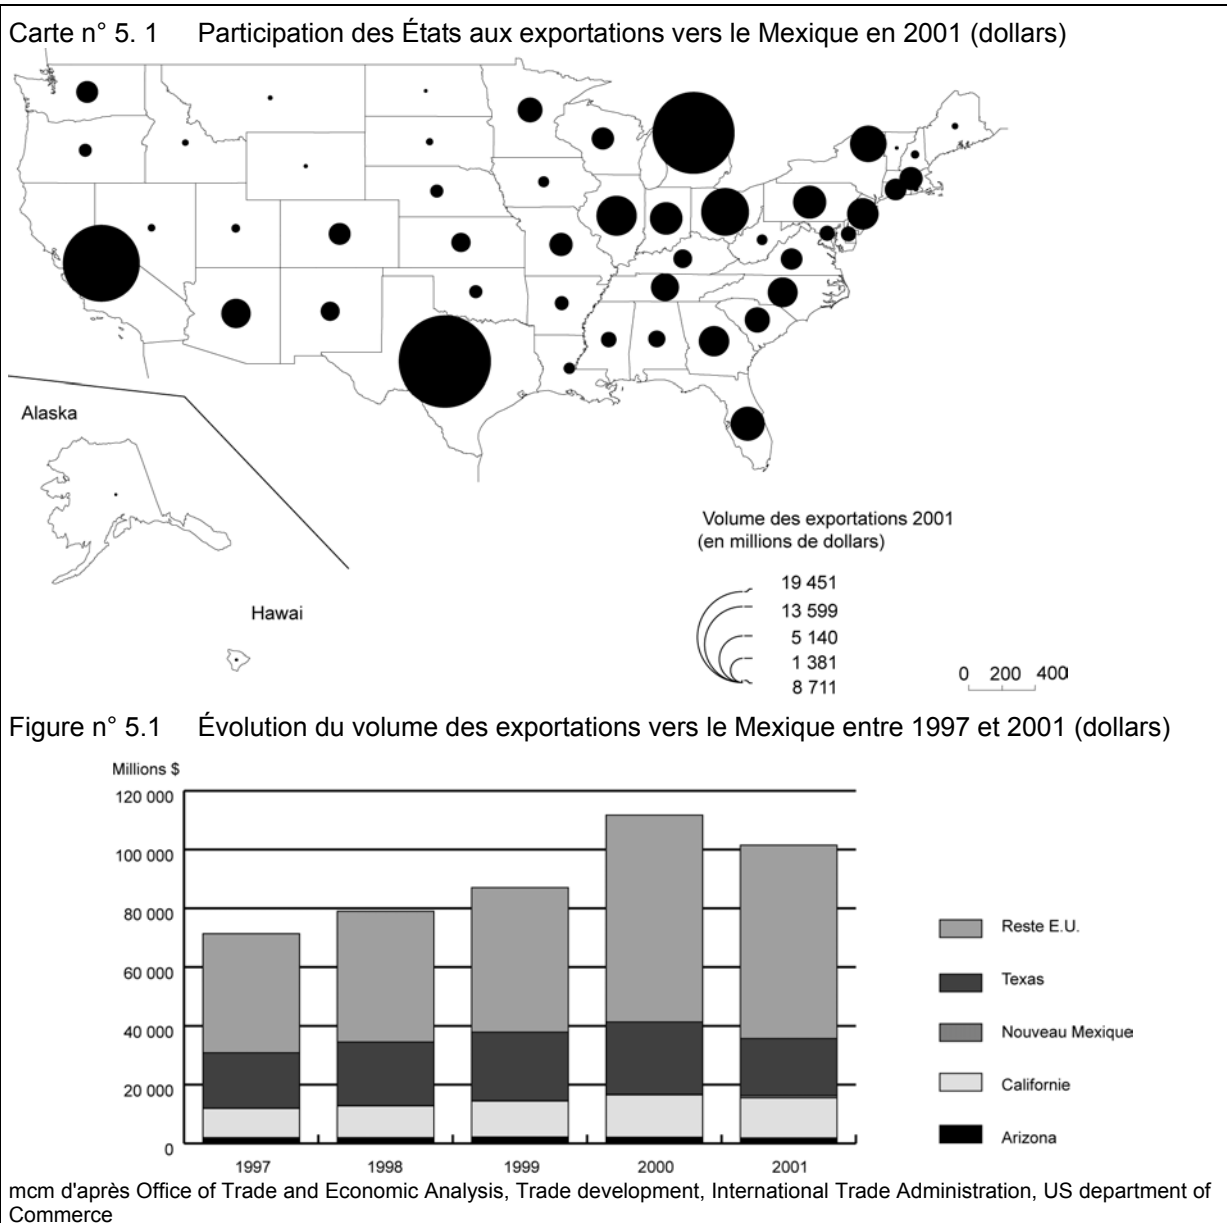 Carte n° 5. 1 Participation des États aux exportations vers le Mexique en 2001 (dollars)
Alaska
Hawai
Volume des exportations 2001
(en millions de dollars)
19 451
13 599
5 140
1 381
8 711
0 200 400
Figure n° 5.1 Évolution du volume des exportations vers le Mexique entre 1997 et 2001 (dollars)
Millions $
120 000
100 000
80 000
60 000
40 000
20 000
0
1997 1998 1999 2000 2001
Reste E.U.
Texas
Nouveau Mexique
Californie
Arizona
mcm d'après Office of Trade and Economic Analysis, Trade development, International Trade Administration, US department of
Commerce